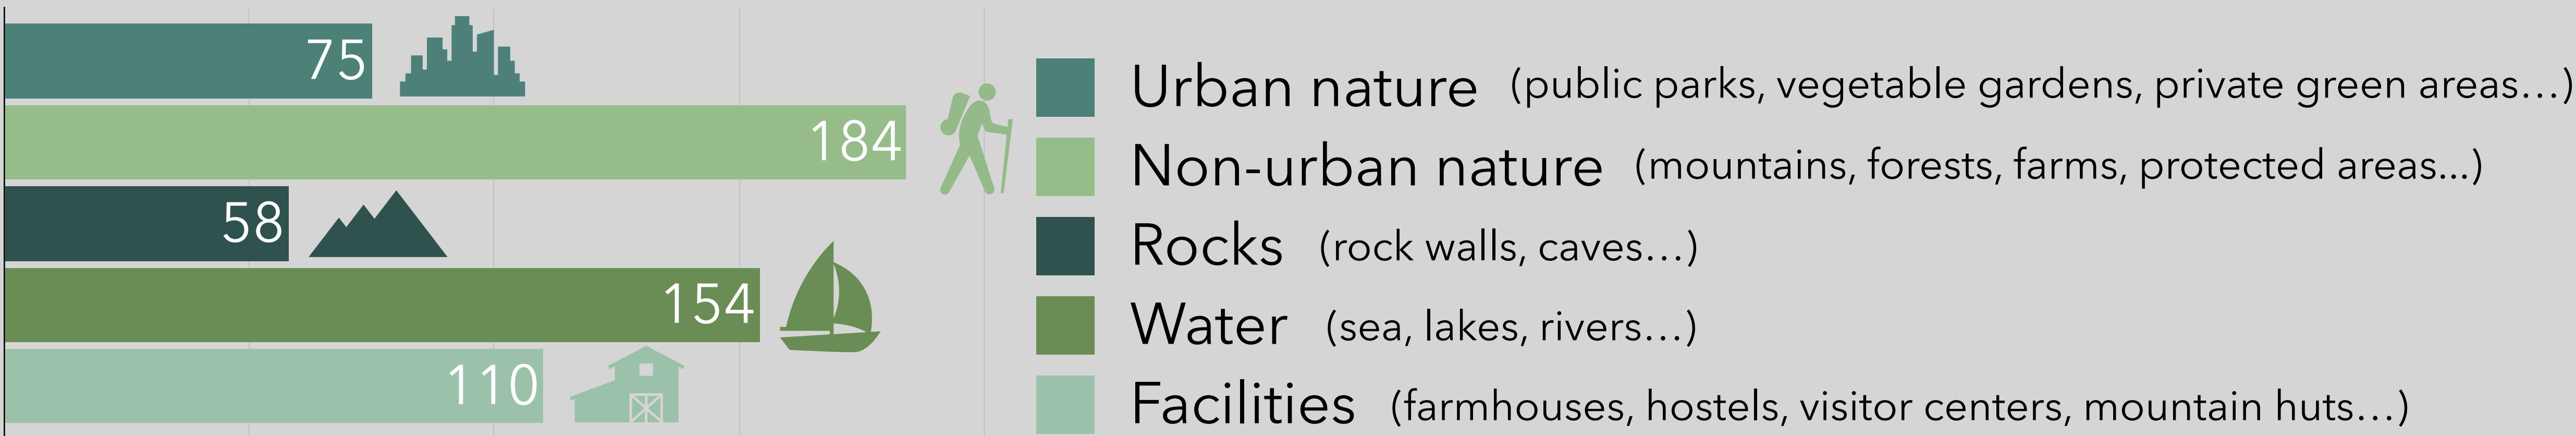 75
184
58
154
110
Urban nature (public parks, vegetable gardens, private green areas…)
Non-urban nature (mountains, forests, farms, protected areas...)
Rocks (rock walls, caves…)
Water (sea, lakes, rivers…)
Facilities (farmhouses, hostels, visitor centers, mountain huts…)